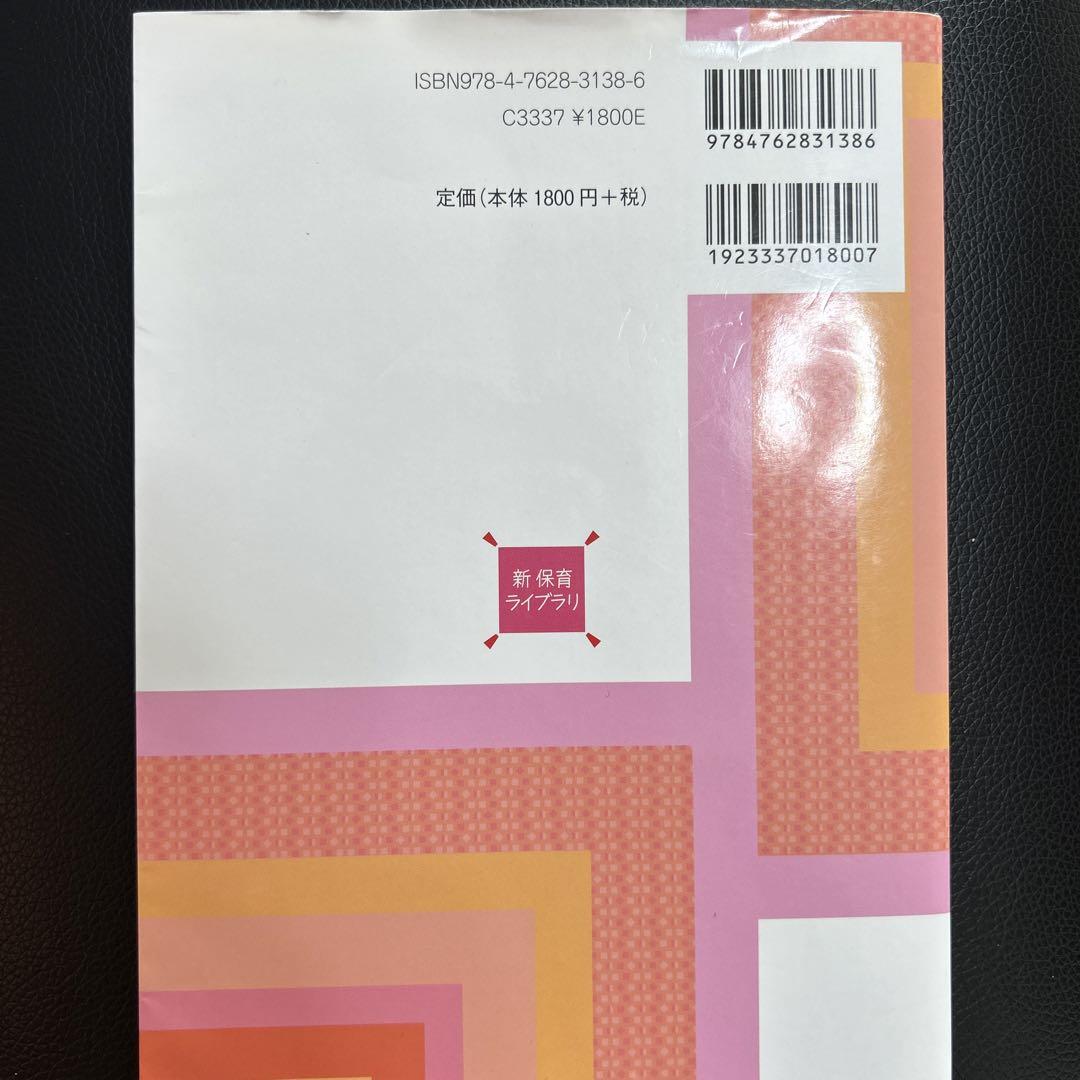 ISBN978-4-7628-3138-6
C3337 ¥1800E
定価(本体 1800 円+税)
9784762831386
1923337018007
新 保育
ライブラリ